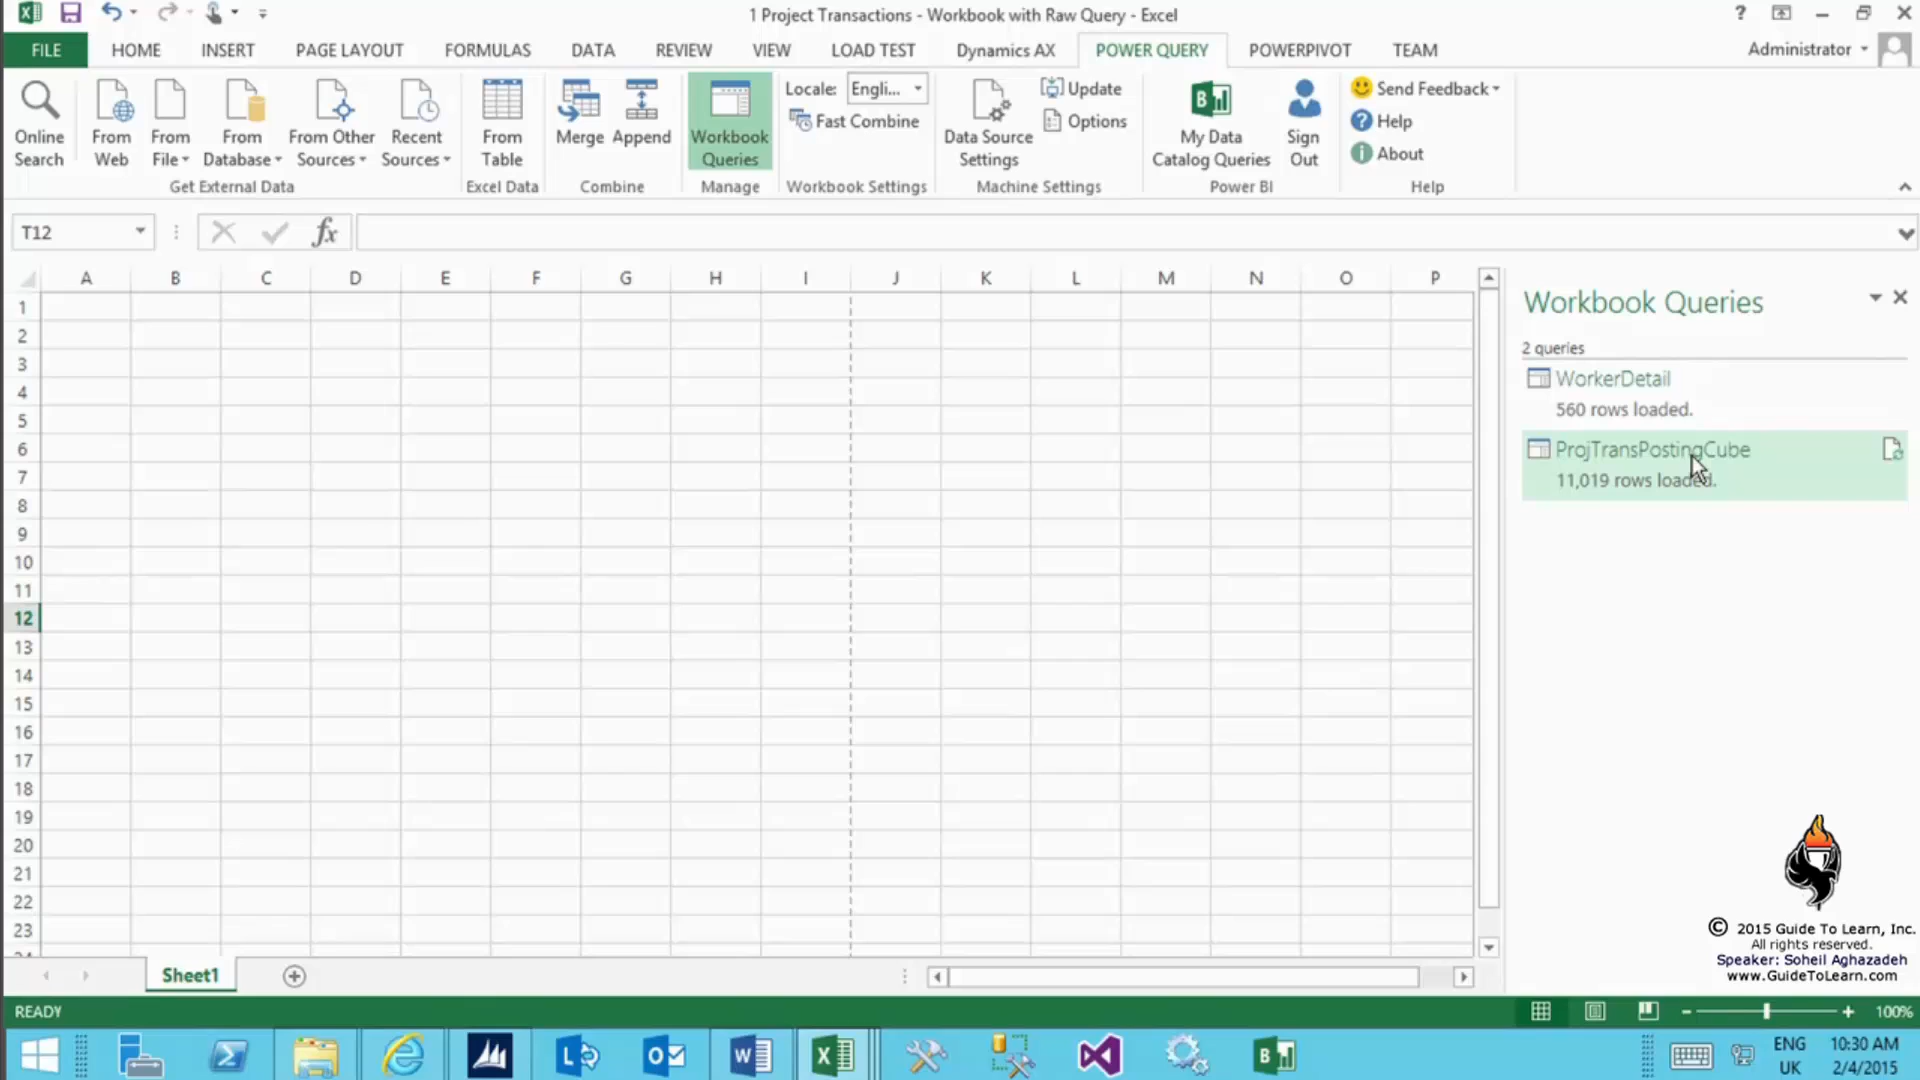 1 Project Transactions - Workbook with Raw Query - Excel
FILE HOME INSERT PAGE LAYOUT FORMULAS DATA REVIEW VIEW LOAD TEST Dynamics AX POWER QUERY POWERPIVOT TEAM Administrator
Online Search
From Web
From File
From Database
From Other Sources
Recent Sources
Get External Data
From Table
Excel Data
Merge
Append
Combine
Workbook Queries
Manage
Locale: Engli...
Fast Combine
Workbook Settings
Data Source Settings
Update
Options
Machine Settings
My Data Catalog Queries
Sign Out
Power BI
Send Feedback
? Help
i About
Help
T12
fx
A B C D E F G H I J K L M N O P
1
2
3
4
5
6
7
8
9
10
11
12
13
14
15
16
17
18
19
20
21
22
23
Workbook Queries
2 queries
WorkerDetail
560 rows loaded.
ProjTransPostingCube
11,019 rows loaded.
© 2015 Guide To Learn, Inc.
All rights reserved.
Speaker: Soheil Aghazadeh
www.GuideToLearn.com
Sheet1
READY
100%
ENG
UK
10:30 AM
2/4/2015